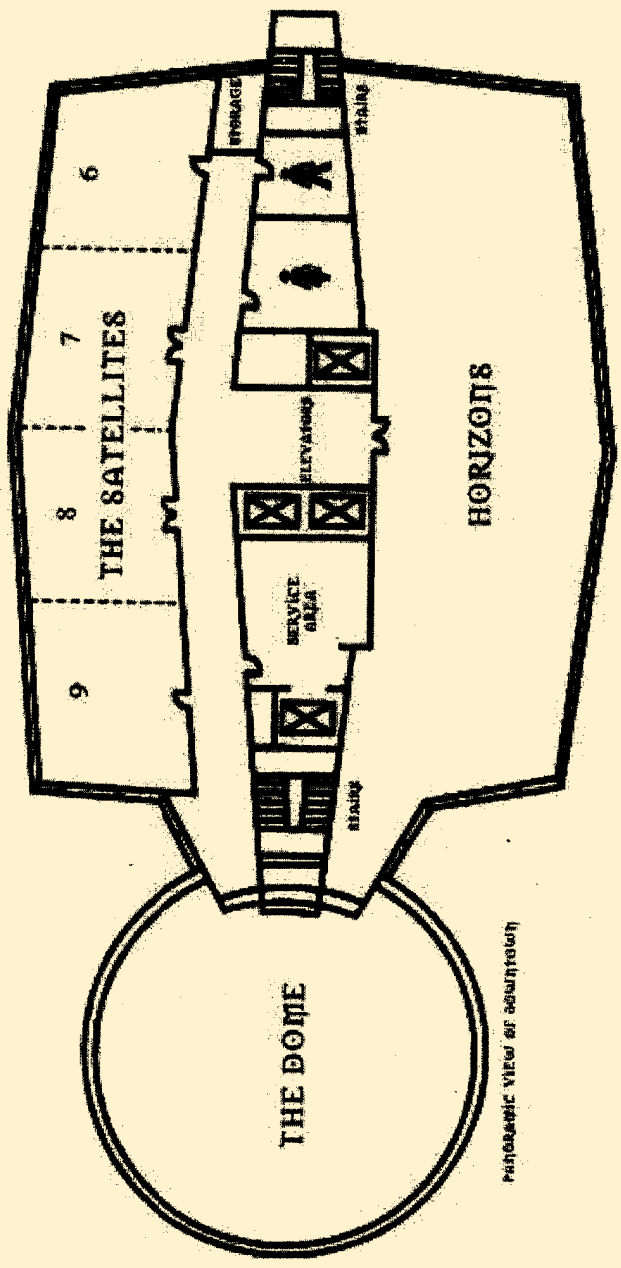 STORAGE
STAIRS
6
7
8
9
THE SATELLITES
ELEVATORS
HORIZONS
SERVICE
AREA
STAIRS
THE DOME
PANORAMIC VIEW OF DOWNTOWN